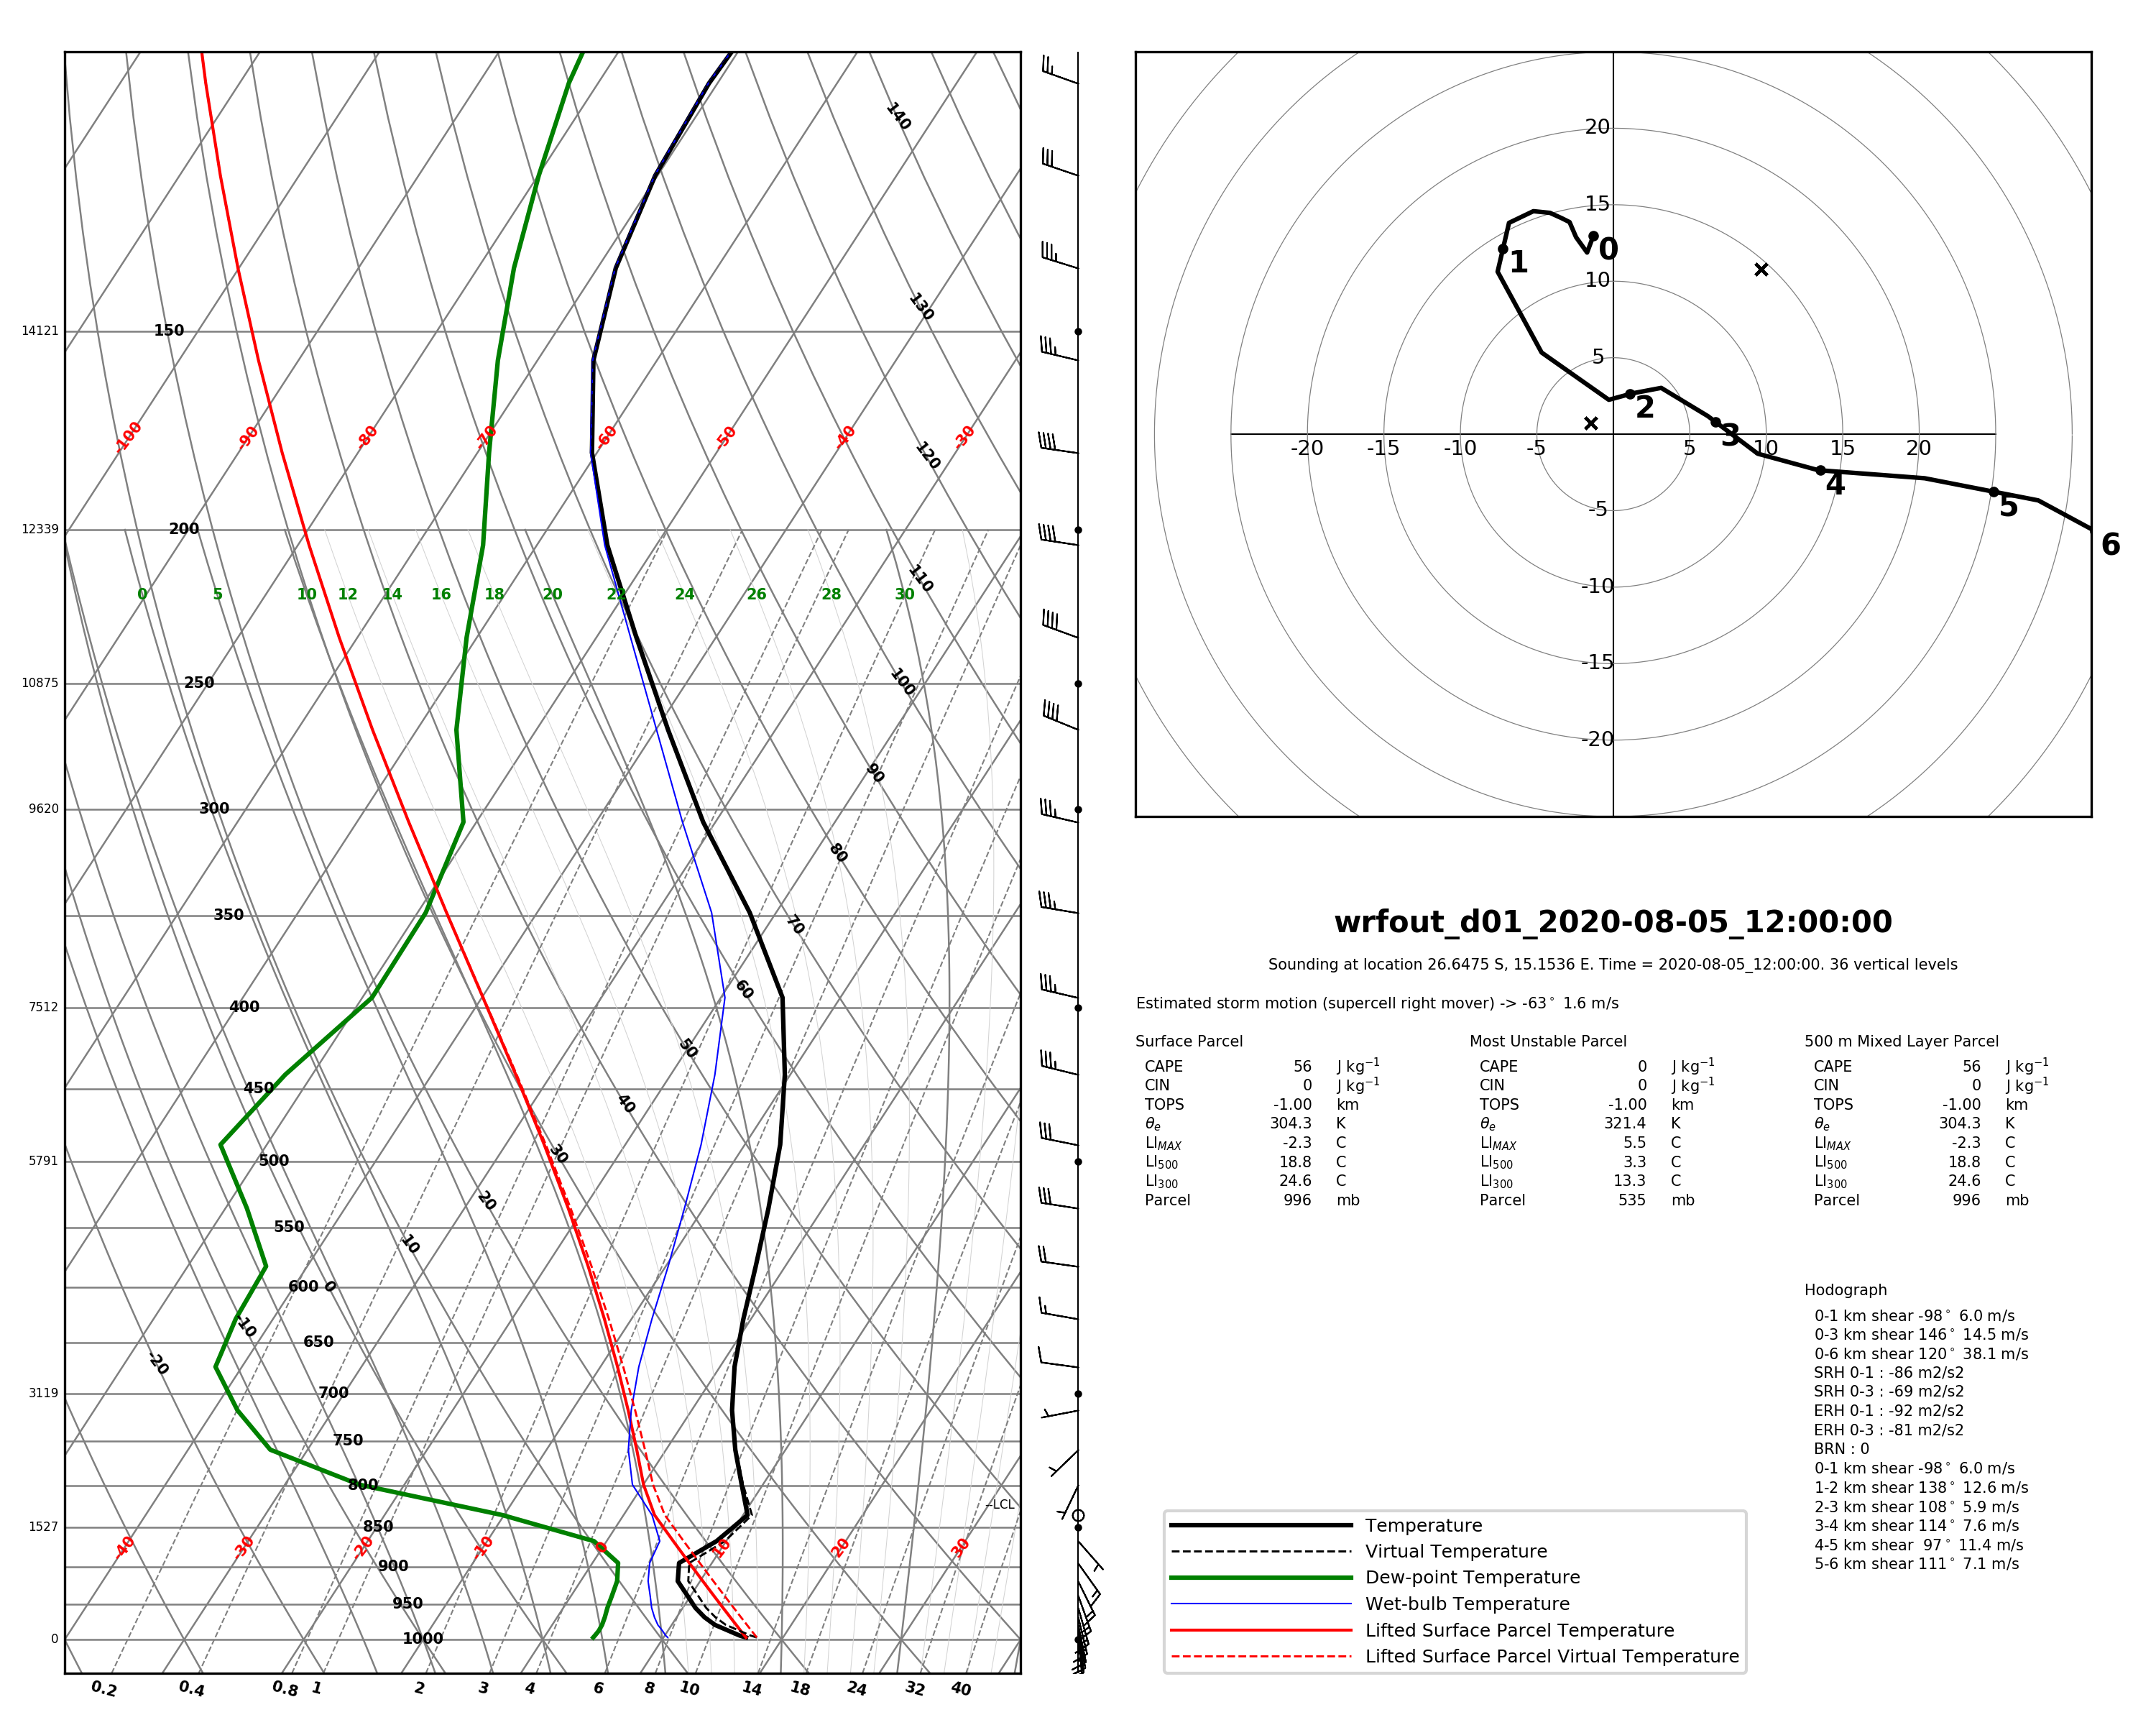 140
130
14121 150
-100 -90 -80 -70 -60 -50 -40 -30
120
12339 200
110
0 5 10 12 14 16 18 20 22 24 26 28 30
10875 250
100
90
9620 300
80
350
70
60
7512 400
50
450
40
5791 500
30
20
550
10
600 0
-10
650
-20
3119 700
750
800
--LCL
1527 850
-40 -30 -20 -10 0 10 20 30
900
950
0 1000
0.2 0.4 0.8 1 2 3 4 6 8 10 14 18 24 32 40
20
15
10
5
-20 -15 -10 -5 5 10 15 20
-5
-10
-15
-20
0
1
2
3
4
5
6
wrfout_d01_2020-08-05_12:00:00
Sounding at location 26.6475 S, 15.1536 E. Time = 2020-08-05_12:00:00. 36 vertical levels
Estimated storm motion (supercell right mover) -> -63° 1.6 m/s
Surface Parcel
CAPE 56 J kg⁻¹
CIN 0 J kg⁻¹
TOPS -1.00 km
θₑ 304.3 K
LI_MAX -2.3 C
LI₅₀₀ 18.8 C
LI₃₀₀ 24.6 C
Parcel 996 mb
Most Unstable Parcel
CAPE 0 J kg⁻¹
CIN 0 J kg⁻¹
TOPS -1.00 km
θₑ 321.4 K
LI_MAX 5.5 C
LI₅₀₀ 3.3 C
LI₃₀₀ 13.3 C
Parcel 535 mb
500 m Mixed Layer Parcel
CAPE 56 J kg⁻¹
CIN 0 J kg⁻¹
TOPS -1.00 km
θₑ 304.3 K
LI_MAX -2.3 C
LI₅₀₀ 18.8 C
LI₃₀₀ 24.6 C
Parcel 996 mb
Hodograph
0-1 km shear -98° 6.0 m/s
0-3 km shear 146° 14.5 m/s
0-6 km shear 120° 38.1 m/s
SRH 0-1 : -86 m2/s2
SRH 0-3 : -69 m2/s2
ERH 0-1 : -92 m2/s2
ERH 0-3 : -81 m2/s2
BRN : 0
0-1 km shear -98° 6.0 m/s
1-2 km shear 138° 12.6 m/s
2-3 km shear 108° 5.9 m/s
3-4 km shear 114° 7.6 m/s
4-5 km shear 97° 11.4 m/s
5-6 km shear 111° 7.1 m/s
Temperature
Virtual Temperature
Dew-point Temperature
Wet-bulb Temperature
Lifted Surface Parcel Temperature
Lifted Surface Parcel Virtual Temperature